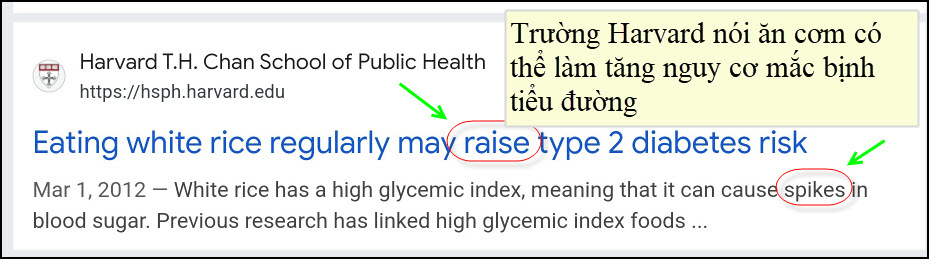 Harvard T.H. Chan School of Public Health
https://hsph.harvard.edu
Trường Harvard nói ăn cơm có
thể làm tăng nguy cơ mắc bịnh
tiểu đường
Eating white rice regularly may raise type 2 diabetes risk
Mar 1, 2012 — White rice has a high glycemic index, meaning that it can cause spikes in
blood sugar. Previous research has linked high glycemic index foods ...